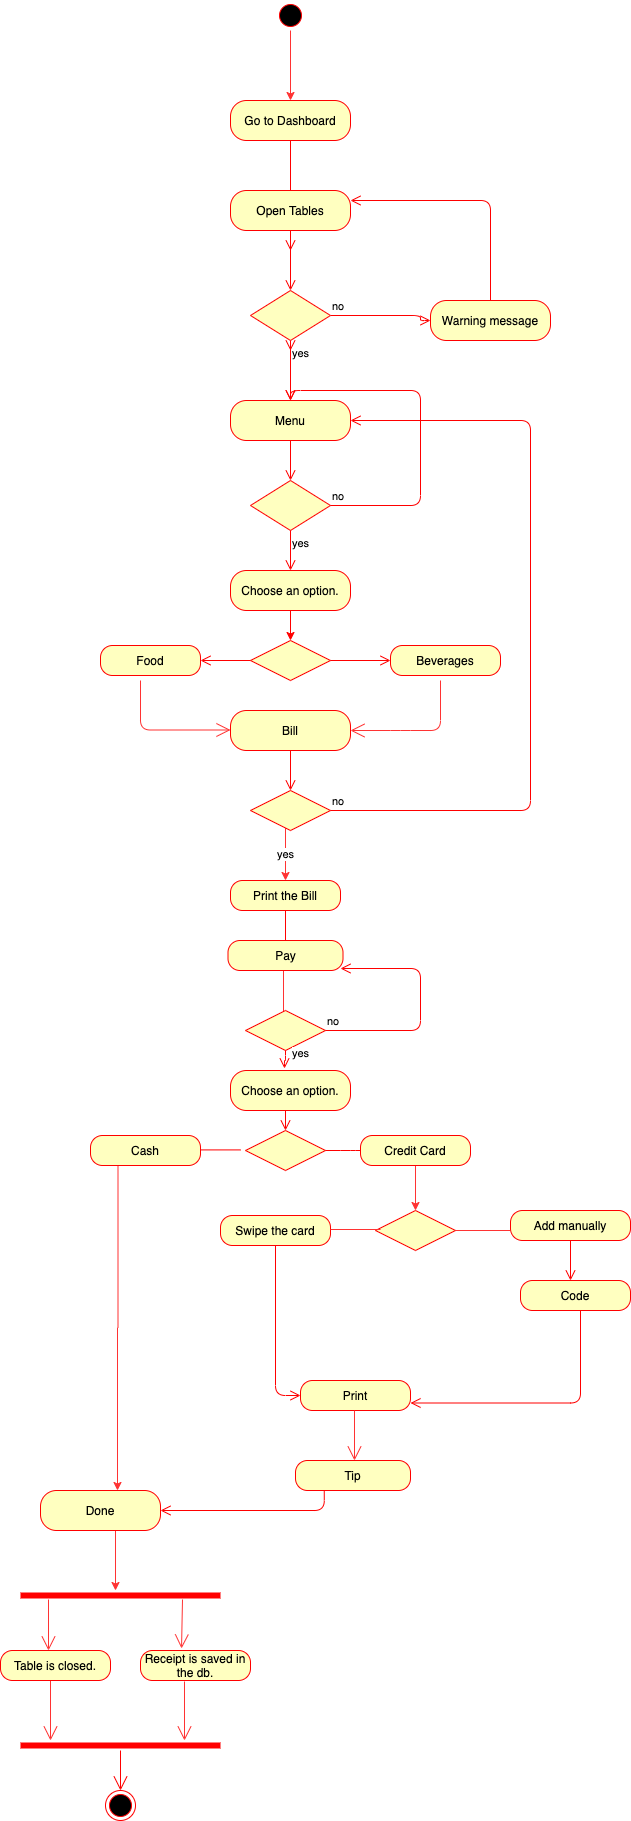 Go to Dashboard
Open Tables
no
Warning message
yes
Menu
no
yes
Choose an option.
Food
Beverages
Bill
no
yes
Print the Bill
Pay
no
yes
Choose an option.
Cash
Credit Card
Swipe the card
Add manually
Code
Print
Tip
Done
Table is closed.
Receipt is saved in
the db.